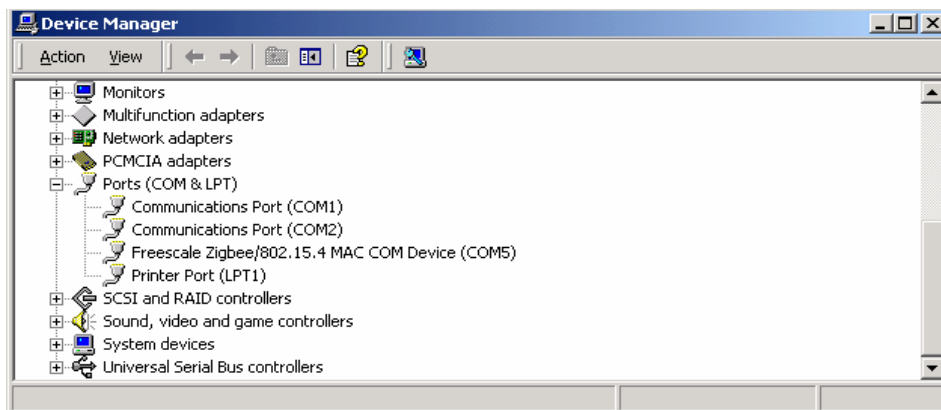 Device Manager
Action View
Monitors
Multifunction adapters
Network adapters
PCMCIA adapters
Ports (COM & LPT)
Communications Port (COM1)
Communications Port (COM2)
Freescale Zigbee/802.15.4 MAC COM Device (COM5)
Printer Port (LPT1)
SCSI and RAID controllers
Sound, video and game controllers
System devices
Universal Serial Bus controllers